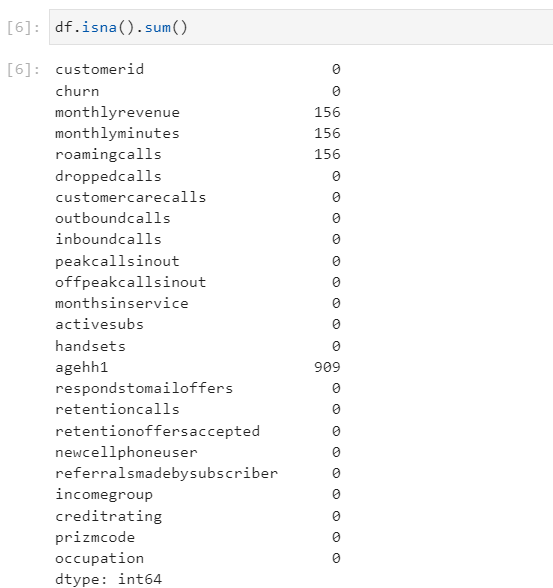 [6]: df.isna().sum()
[6]: customerid 0
churn 0
monthlyrevenue 156
monthlyminutes 156
roamingcalls 156
droppedcalls 0
customercarecalls 0
outboundcalls 0
inboundcalls 0
peakcallsinout 0
offpeakcallsinout 0
monthsinservice 0
activesubs 0
handsets 0
agehh1 909
respondstomailoffers 0
retentioncalls 0
retentionoffersaccepted 0
newcellphoneuser 0
referralsmadebysubscriber 0
incomegroup 0
creditrating 0
prizmcode 0
occupation 0
dtype: int64